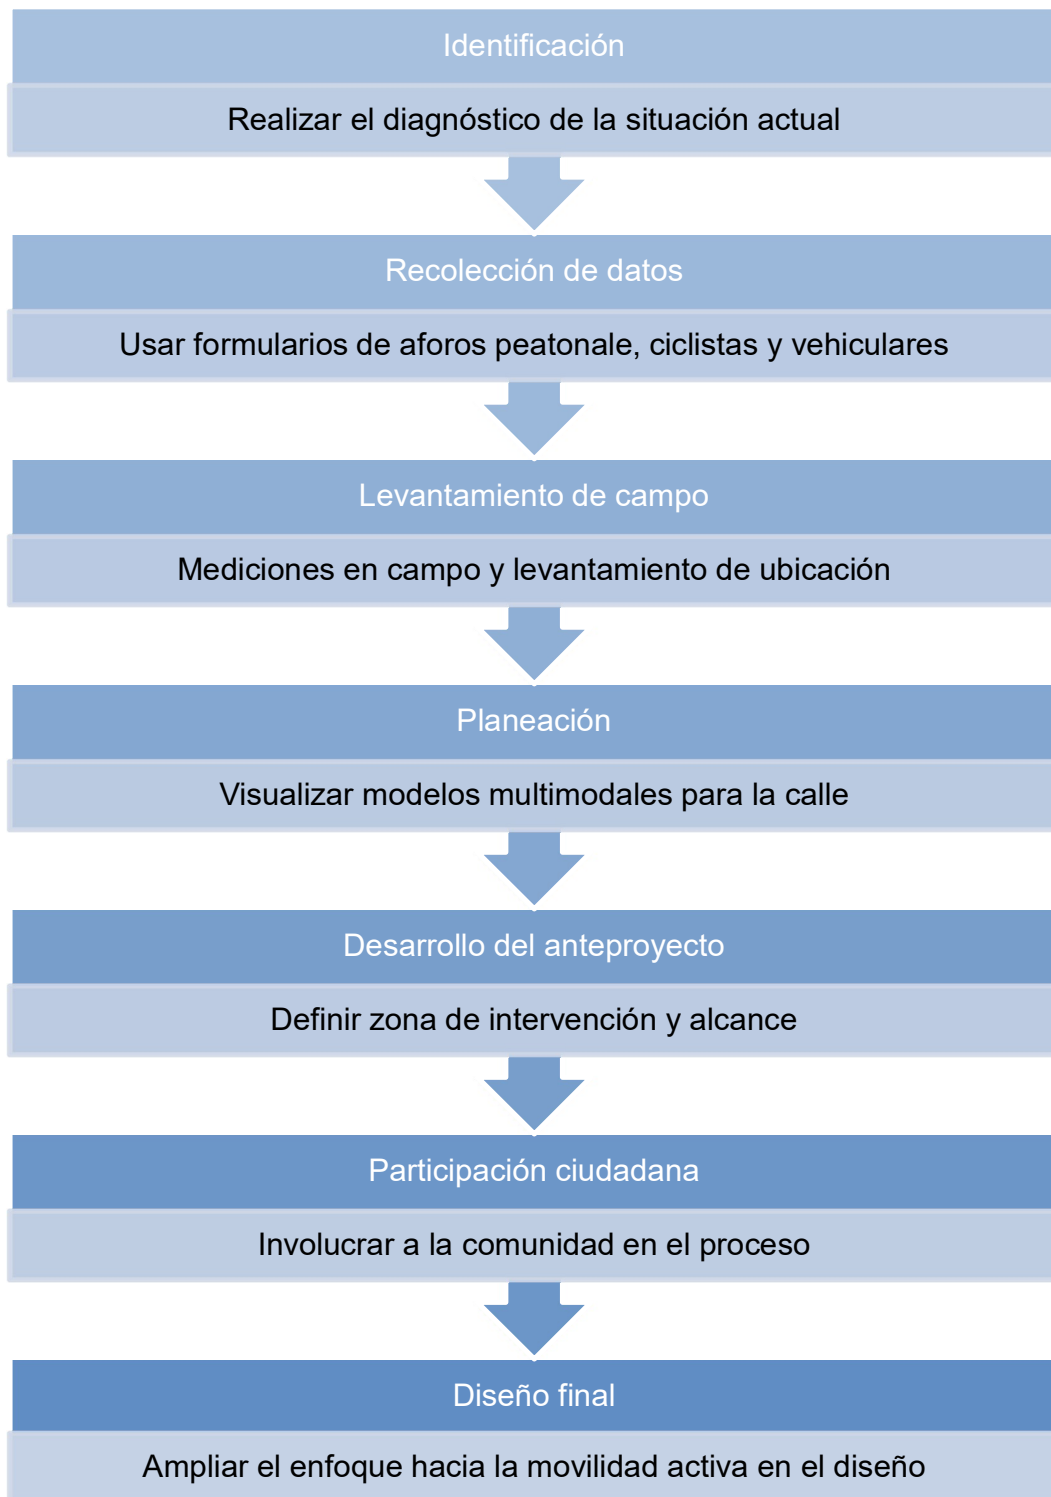 Identificación
Realizar el diagnóstico de la situación actual
Recolección de datos
Usar formularios de aforos peatonale, ciclistas y vehiculares
Levantamiento de campo
Mediciones en campo y levantamiento de ubicación
Planeación
Visualizar modelos multimodales para la calle
Desarrollo del anteproyecto
Definir zona de intervención y alcance
Participación ciudadana
Involucrar a la comunidad en el proceso
Diseño final
Ampliar el enfoque hacia la movilidad activa en el diseño